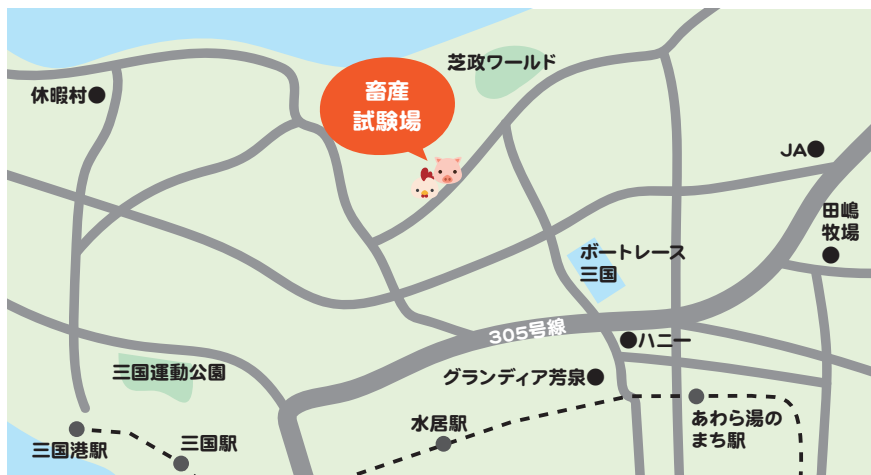 芝政ワールド
休暇村
畜産
試験場
JA
田嶋
牧場
ボートレース
三国
305号線
ハニー
三国運動公園
グランディア芳泉
水居駅
あわら湯の
まち駅
三国港駅
三国駅